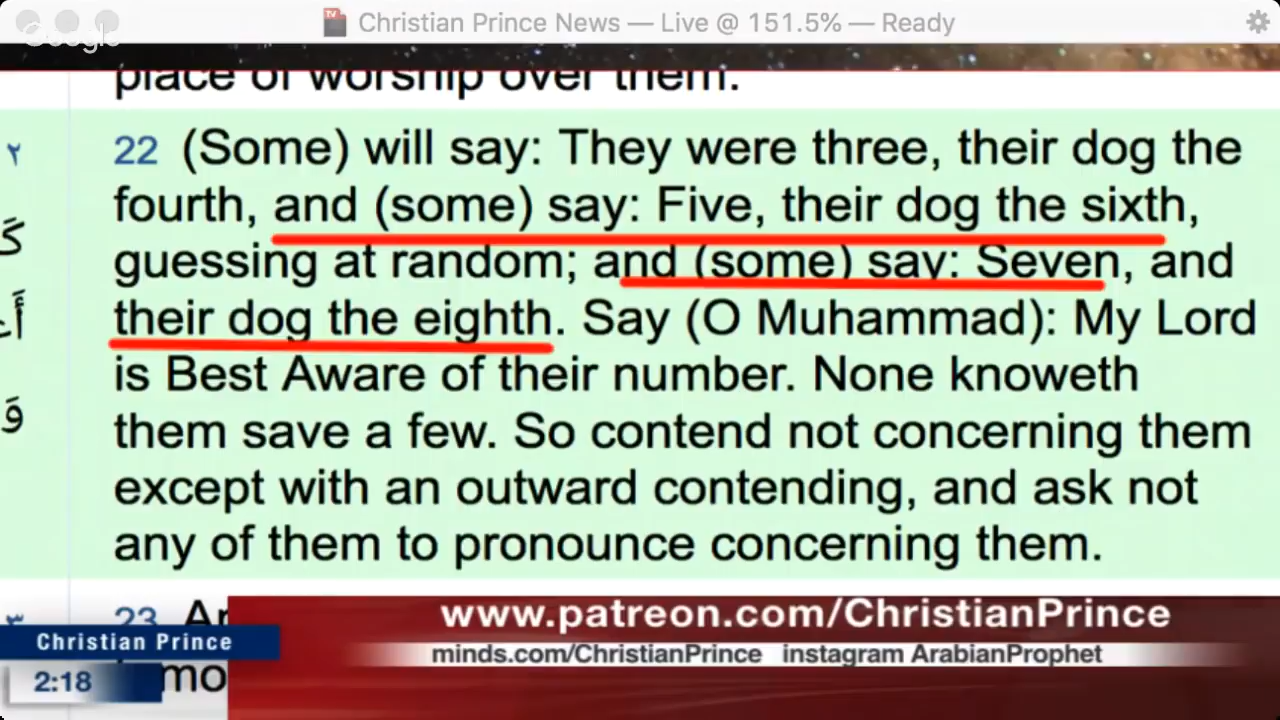 Christian Prince News — Live @ 151.5% — Ready
Google
place of worship over them.
22 (Some) will say: They were three, their dog the
fourth, and (some) say: Five, their dog the sixth,
guessing at random; and (some) say: Seven, and
their dog the eighth. Say (O Muhammad): My Lord
is Best Aware of their number. None knoweth
them save a few. So contend not concerning them
except with an outward contending, and ask not
any of them to pronounce concerning them.
23
www.patreon.com/ChristianPrince
Christian Prince
minds.com/ChristianPrince instagram ArabianProphet
2:18